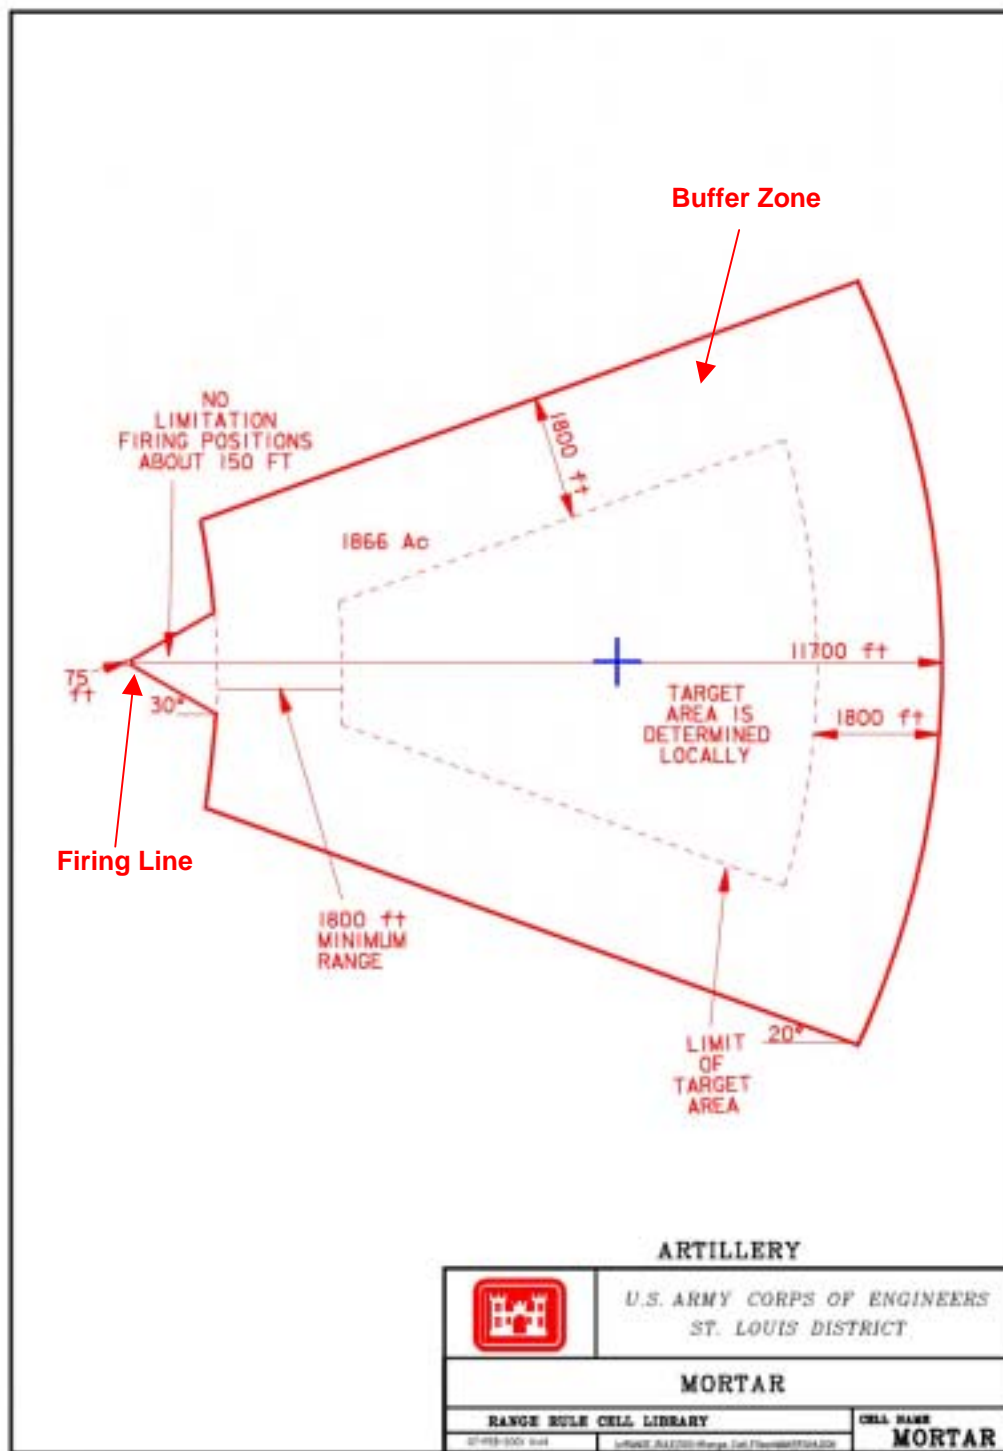 Buffer Zone
NO
LIMITATION
FIRING POSITIONS
ABOUT 150 FT
1800 ft
1866 Ac
11700 ft
75
ft
30°
TARGET
AREA IS
DETERMINED
LOCALLY
1800 ft
Firing Line
1800 ft
MINIMUM
RANGE
20°
LIMIT
OF
TARGET
AREA
ARTILLERY
U.S. ARMY CORPS OF ENGINEERS
ST. LOUIS DISTRICT
MORTAR
RANGE RULE CELL LIBRARY
CELL NAME
MORTAR